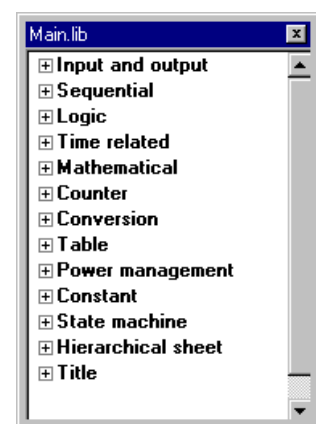 Main.lib
Input and output
Sequential
Logic
Time related
Mathematical
Counter
Conversion
Table
Power management
Constant
State machine
Hierarchical sheet
Title